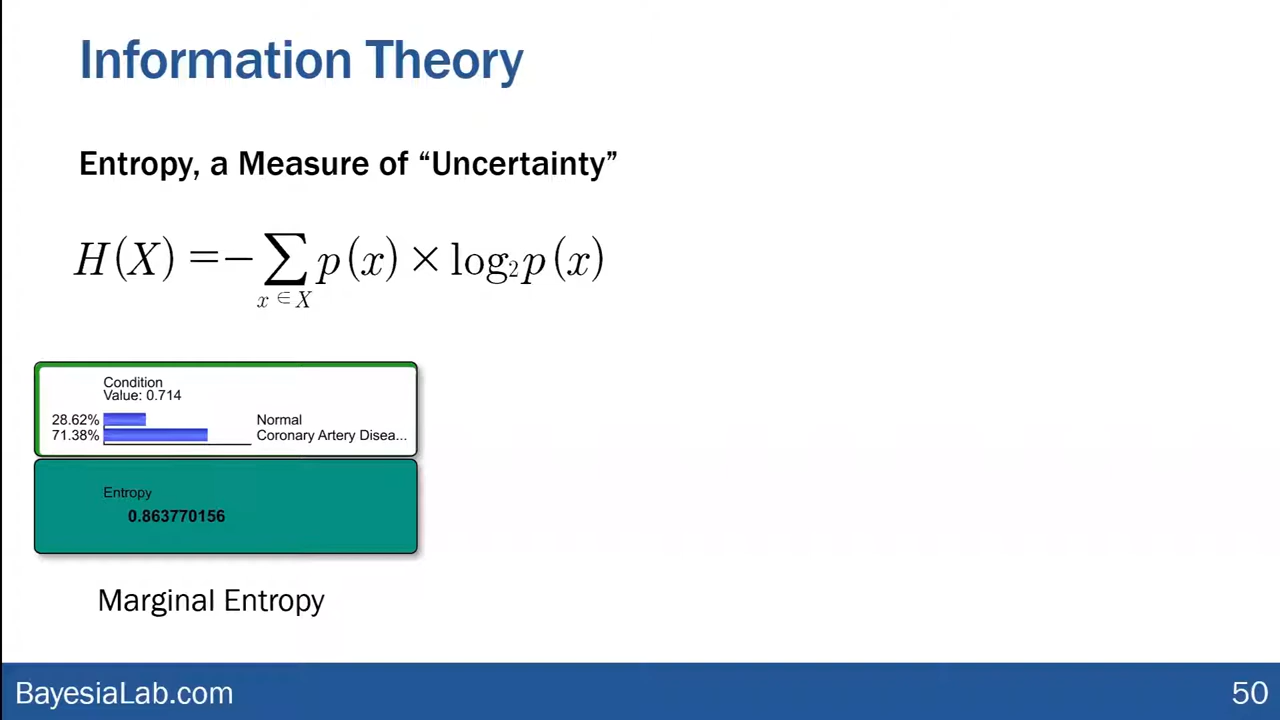 Information Theory
Entropy, a Measure of “Uncertainty”
H(X) = − ∑ p(x) × log₂ p(x)
x ∈ X
Condition
Value: 0.714
28.62% Normal
71.38% Coronary Artery Disea...
Entropy
0.863770156
Marginal Entropy
BayesiaLab.com 50